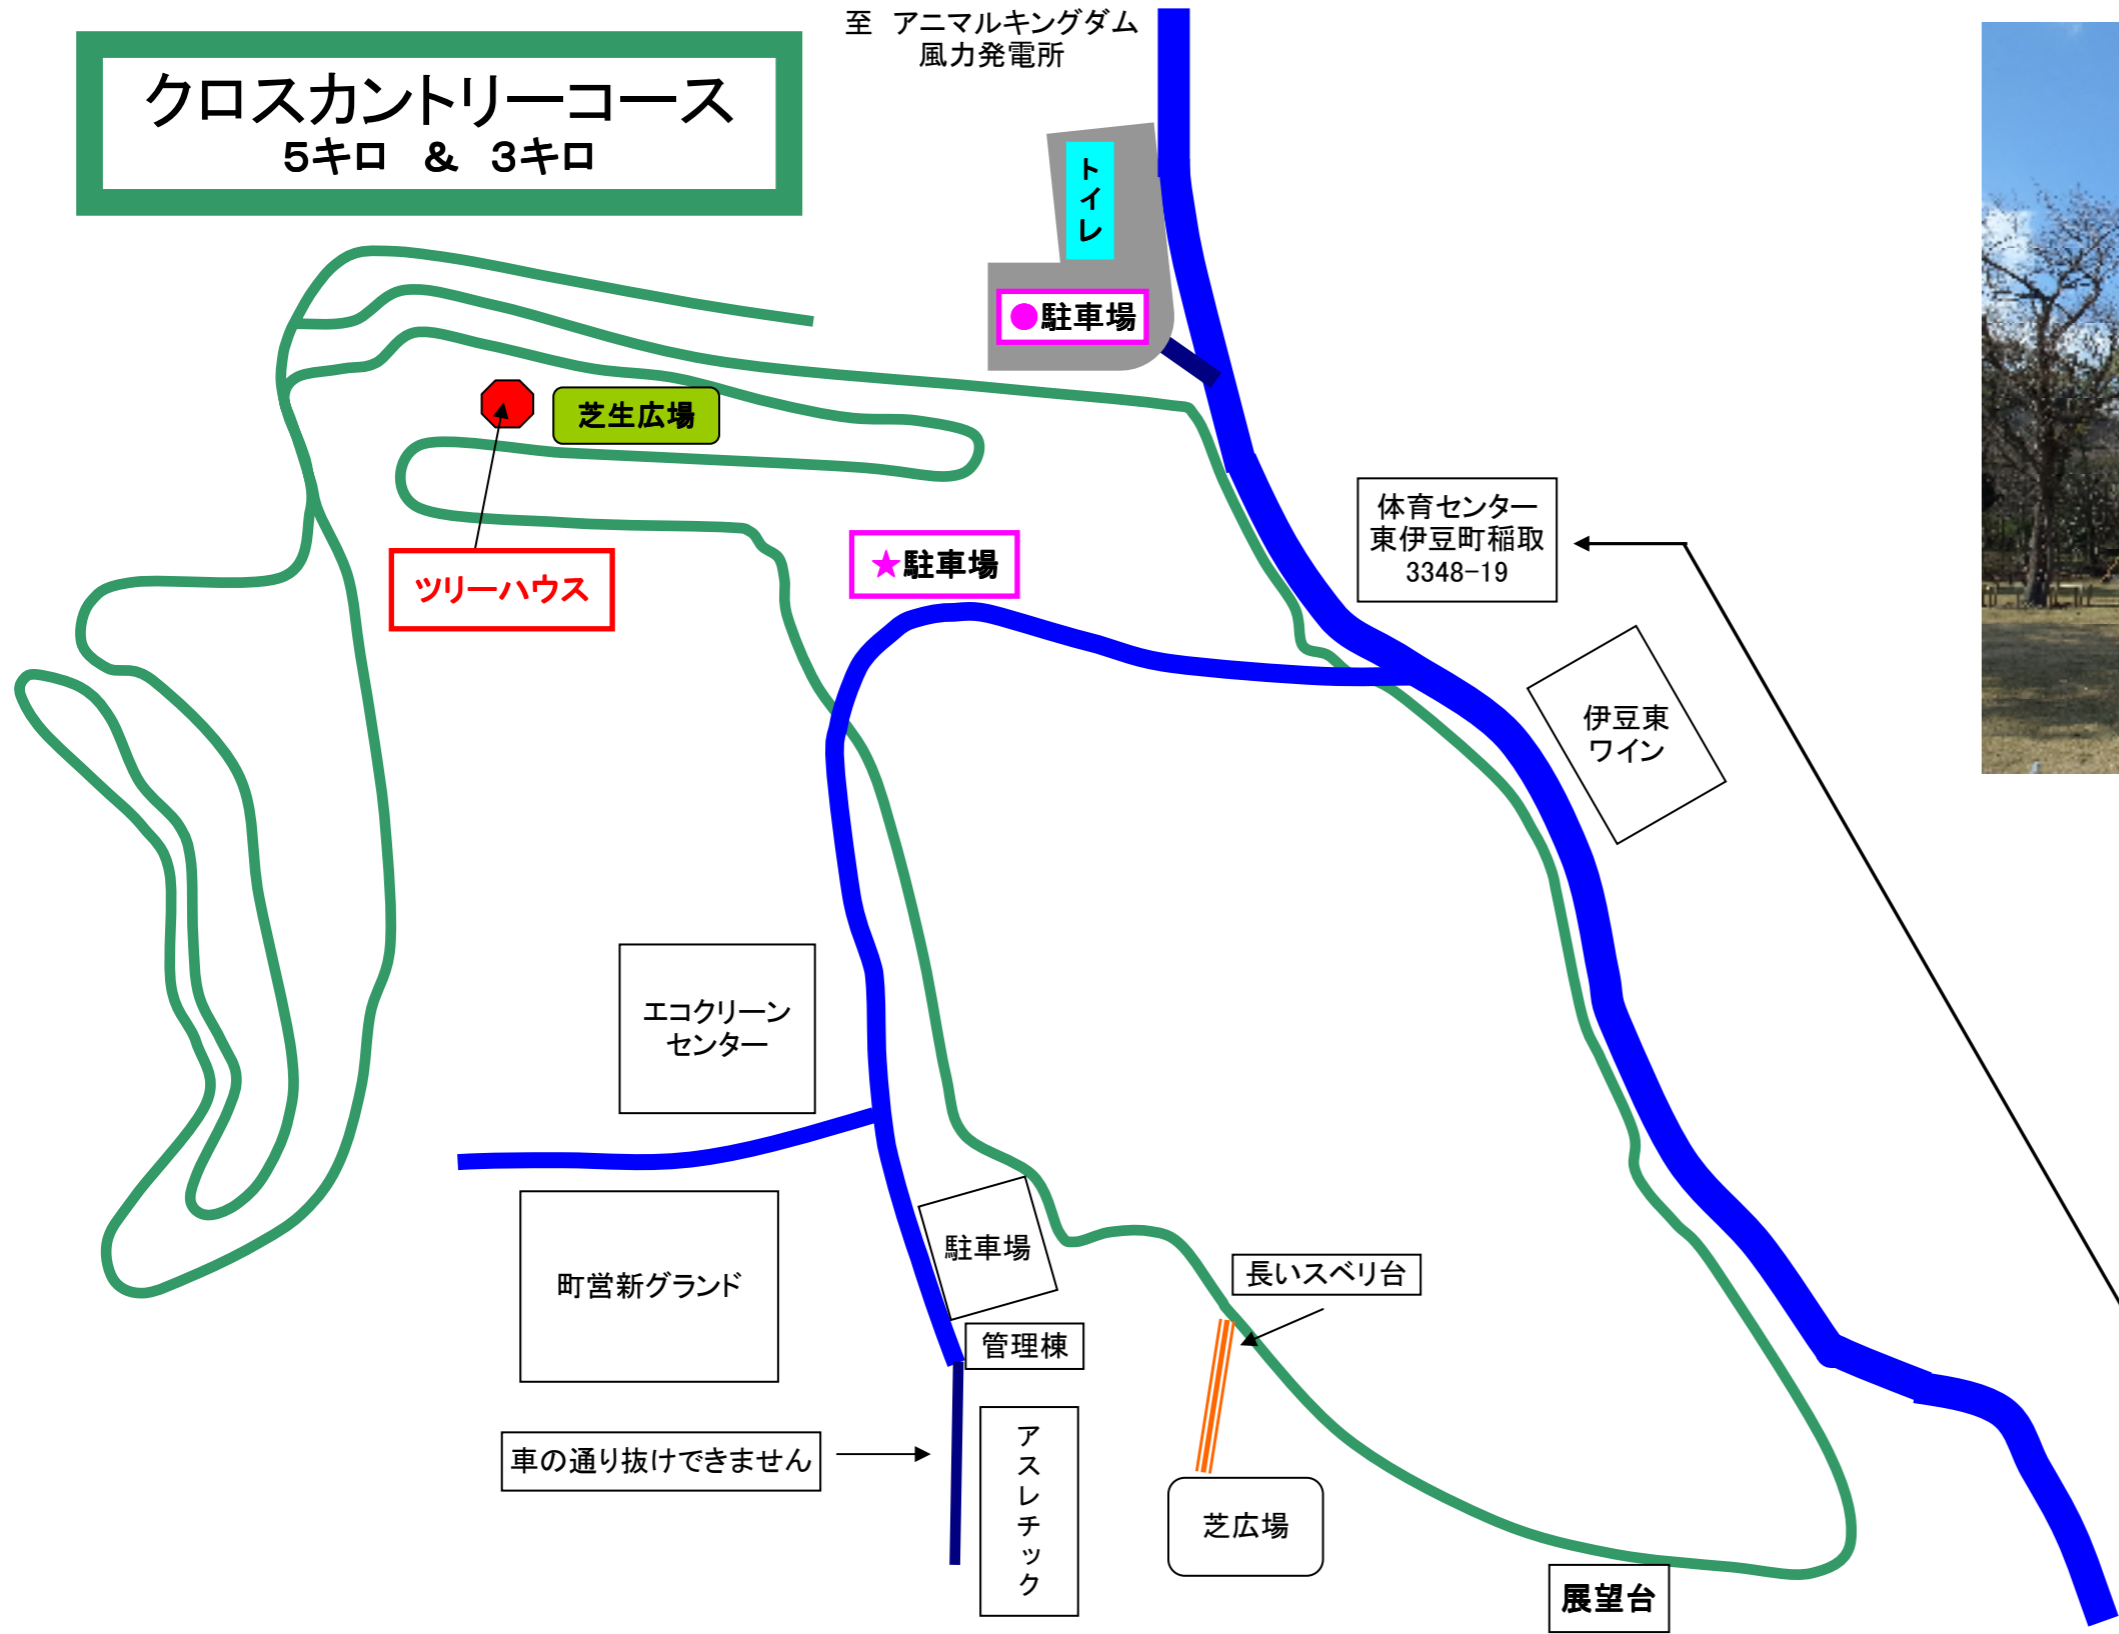 至 アニマルキングダム
風力発電所
クロスカントリーコース
5キロ & 3キロ
トイレ
●駐車場
芝生広場
ツリーハウス
★駐車場
体育センター
東伊豆町稲取
3348-19
伊豆東
ワイン
エコクリーン
センター
町営新グランド
駐車場
長いスベリ台
管理棟
車の通り抜けできません
アスレチック
芝広場
展望台